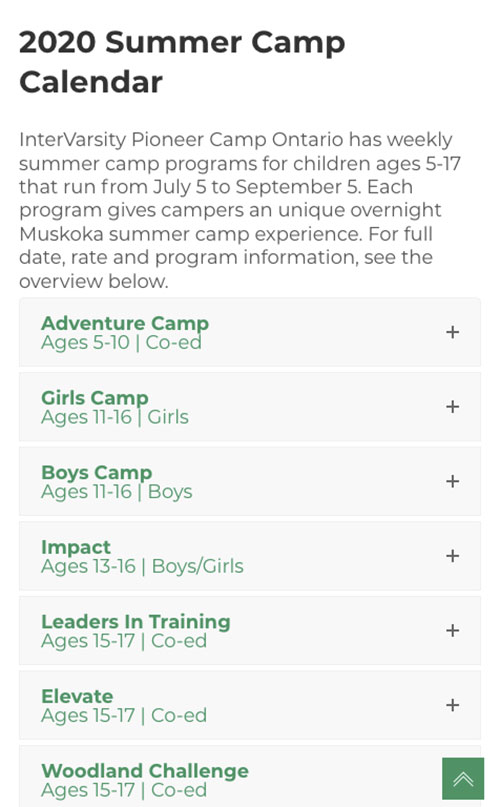 2020 Summer Camp
Calendar
InterVarsity Pioneer Camp Ontario has weekly
summer camp programs for children ages 5-17
that run from July 5 to September 5. Each
program gives campers an unique overnight
Muskoka summer camp experience. For full
date, rate and program information, see the
overview below.
Adventure Camp
Ages 5-10 | Co-ed
Girls Camp
Ages 11-16 | Girls
Boys Camp
Ages 11-16 | Boys
Impact
Ages 13-16 | Boys/Girls
Leaders In Training
Ages 15-17 | Co-ed
Elevate
Ages 15-17 | Co-ed
Woodland Challenge
Ages 15-17 | Co-ed